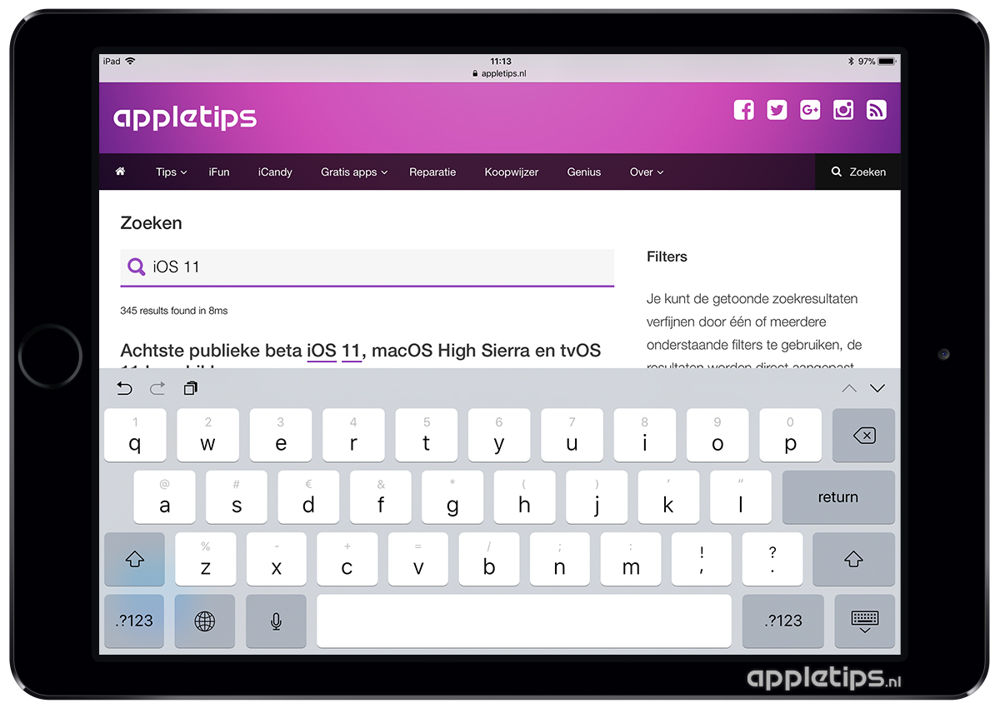 iPad 11:13 97%
appletips.nl
appletips
Tips iFun iCandy Gratis apps Reparatie Koopwijzer Genius Over Zoeken
Zoeken
iOS 11
345 results found in 8ms
Achtste publieke beta iOS 11, macOS High Sierra en tvOS
Filters
Je kunt de getoonde zoekresultaten
verfijnen door één of meerdere
onderstaande filters te gebruiken, de
resultaten worden direct aangepast
1 2 3 4 5 6 7 8 9 0
q w e r t y u i o p
@ # € & * ( ) ' "
a s d f g h j k l return
% - + = / ; : ! ?
z x c v b n m , .
.?123 .?123
appletips.nl